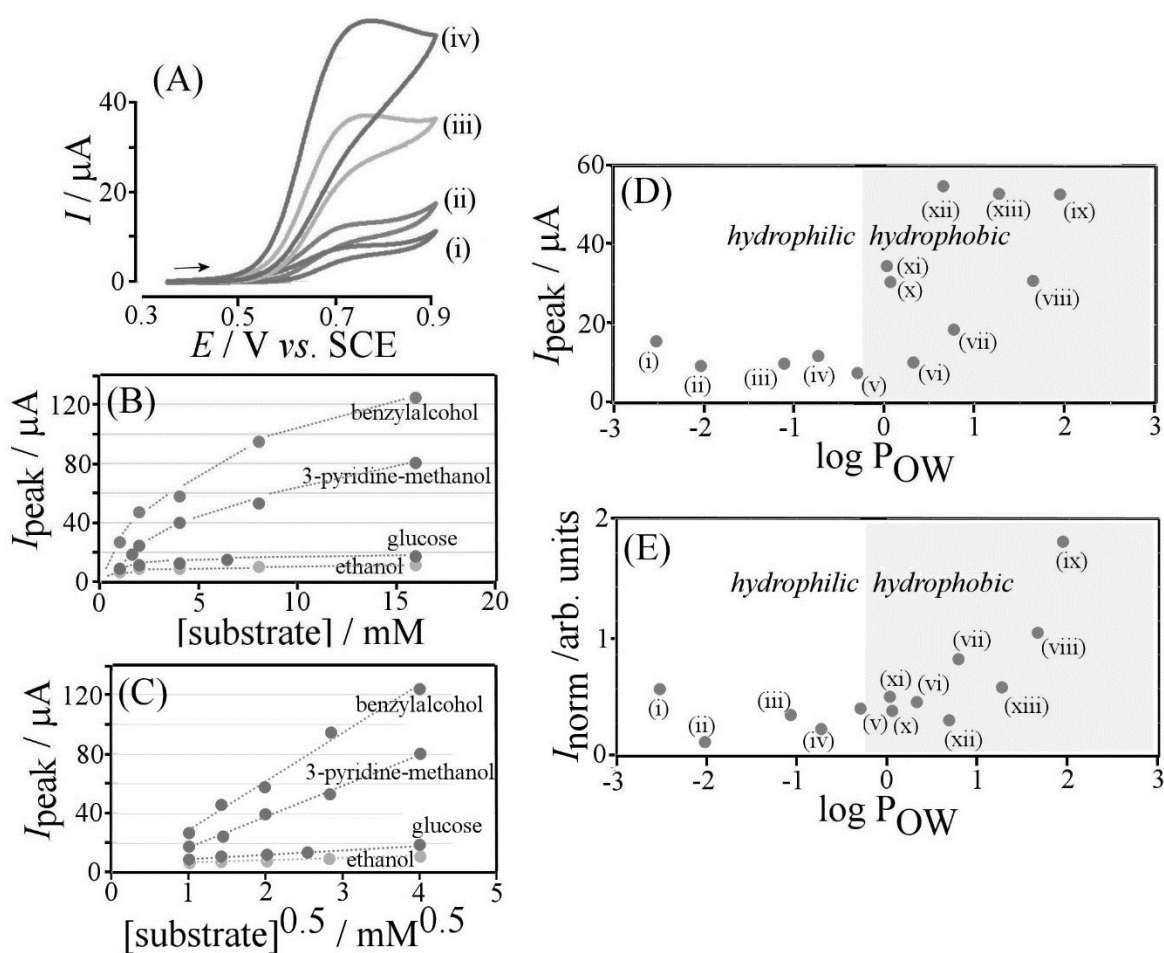 (A)
(iv)
(iii)
(ii)
(i)
40
20
0
I / μA
0.3 0.5 0.7 0.9
E / V vs. SCE
(B)
120
80
40
0
Ipeak / μA
benzylalcohol
3-pyridine-methanol
glucose
ethanol
0 5 10 15 20
[substrate] / mM
(C)
120
80
40
0
Ipeak / μA
benzylalcohol
3-pyridine-methanol
glucose
ethanol
0 1 2 3 4 5
[substrate]0.5 / mM0.5
(D)
60
40
20
0
Ipeak / μA
hydrophilic hydrophobic
(xii) (xiii) (ix)
(xi)
(x)
(viii)
(vii)
(i) (ii) (iii) (iv) (v) (vi)
-3 -2 -1 0 1 2 3
log POW
(E)
2
1
0
Inorm /arb. units
hydrophilic hydrophobic
(ix)
(vii) (viii)
(xi) (vi)
(i) (ii) (iii) (iv) (v) (x) (xii) (xiii)
-3 -2 -1 0 1 2 3
log POW